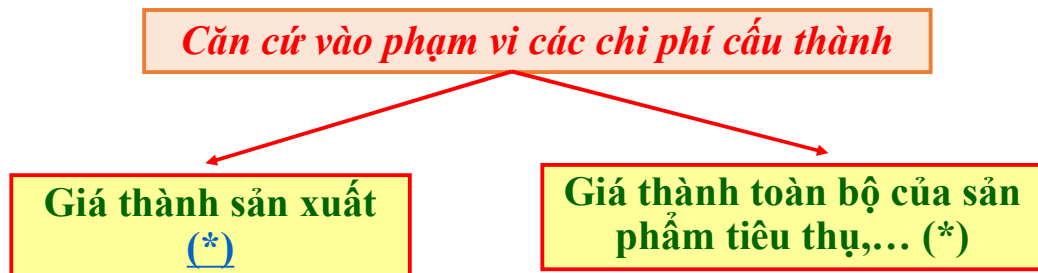 Căn cứ vào phạm vi các chi phí cấu thành
Giá thành sản xuất
(*)
Giá thành toàn bộ của sản
phẩm tiêu thụ,... (*)